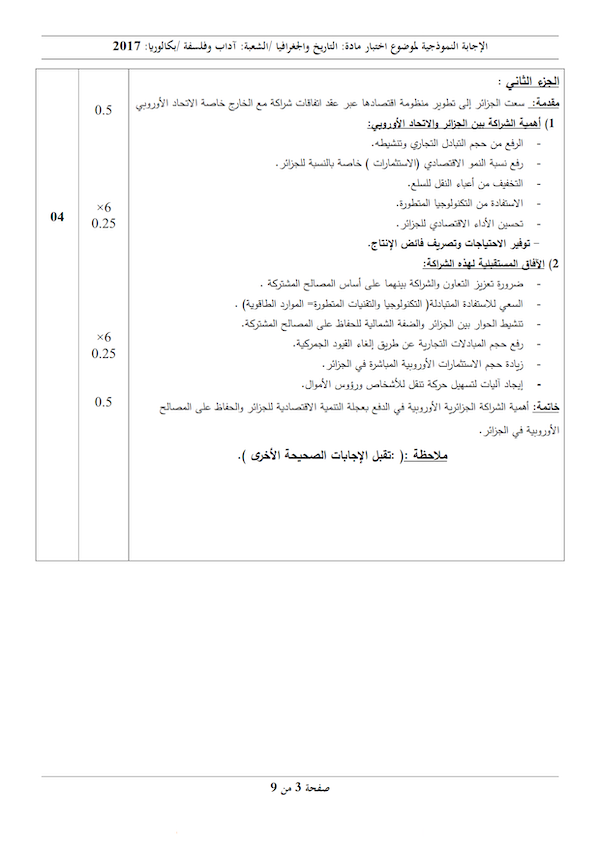 الإجابة النموذجية لموضوع اختبار مادة: التاريخ والجغرافيا /الشعبة: آداب وفلسفة /بكالوريا: 2017
الجزء الثاني :
مقدمة: سعت الجزائر إلى تطوير منظومة اقتصادها عبر عقد اتفاقات شراكة مع الخارج خاصة الاتحاد الأوروبي
0.5
1) أهمية الشراكة بين الجزائر والاتحاد الأوروبي:
- الرفع من حجم التبادل التجاري وتنشيطه.
- رفع نسبة النمو الاقتصادي (الاستثمارات ) خاصة بالنسبة للجزائر.
- التخفيف من أعباء النقل للسلع.
- الاستفادة من التكنولوجيا المتطورة.
×6
04
- تحسين الأداء الاقتصادي للجزائر.
0.25
– توفير الاحتياجات وتصريف فائض الإنتاج.
2) الآفاق المستقبلية لهذه الشراكة:
- ضرورة تعزيز التعاون والشراكة بينهما على أساس المصالح المشتركة .
- السعي للاستفادة المتبادلة( التكنولوجيا والتقنيات المتطورة= الموارد الطاقوية) .
- تنشيط الحوار بين الجزائر والضفة الشمالية للحفاظ على المصالح المشتركة.
×6
- رفع حجم المبادلات التجارية عن طريق إلغاء القيود الجمركية.
0.25
- زيادة حجم الاستثمارات الأوروبية المباشرة في الجزائر.
- إيجاد آليات لتسهيل حركة تنقل للأشخاص ورؤوس الأموال.
0.5
خاتمة: أهمية الشراكة الجزائرية الأوروبية في الدفع بعجلة التنمية الاقتصادية للجزائر والحفاظ على المصالح
الأوروبية في الجزائر.
ملاحظة :( :تقبل الإجابات الصحيحة الأخرى ).
صفحة 3 من 9